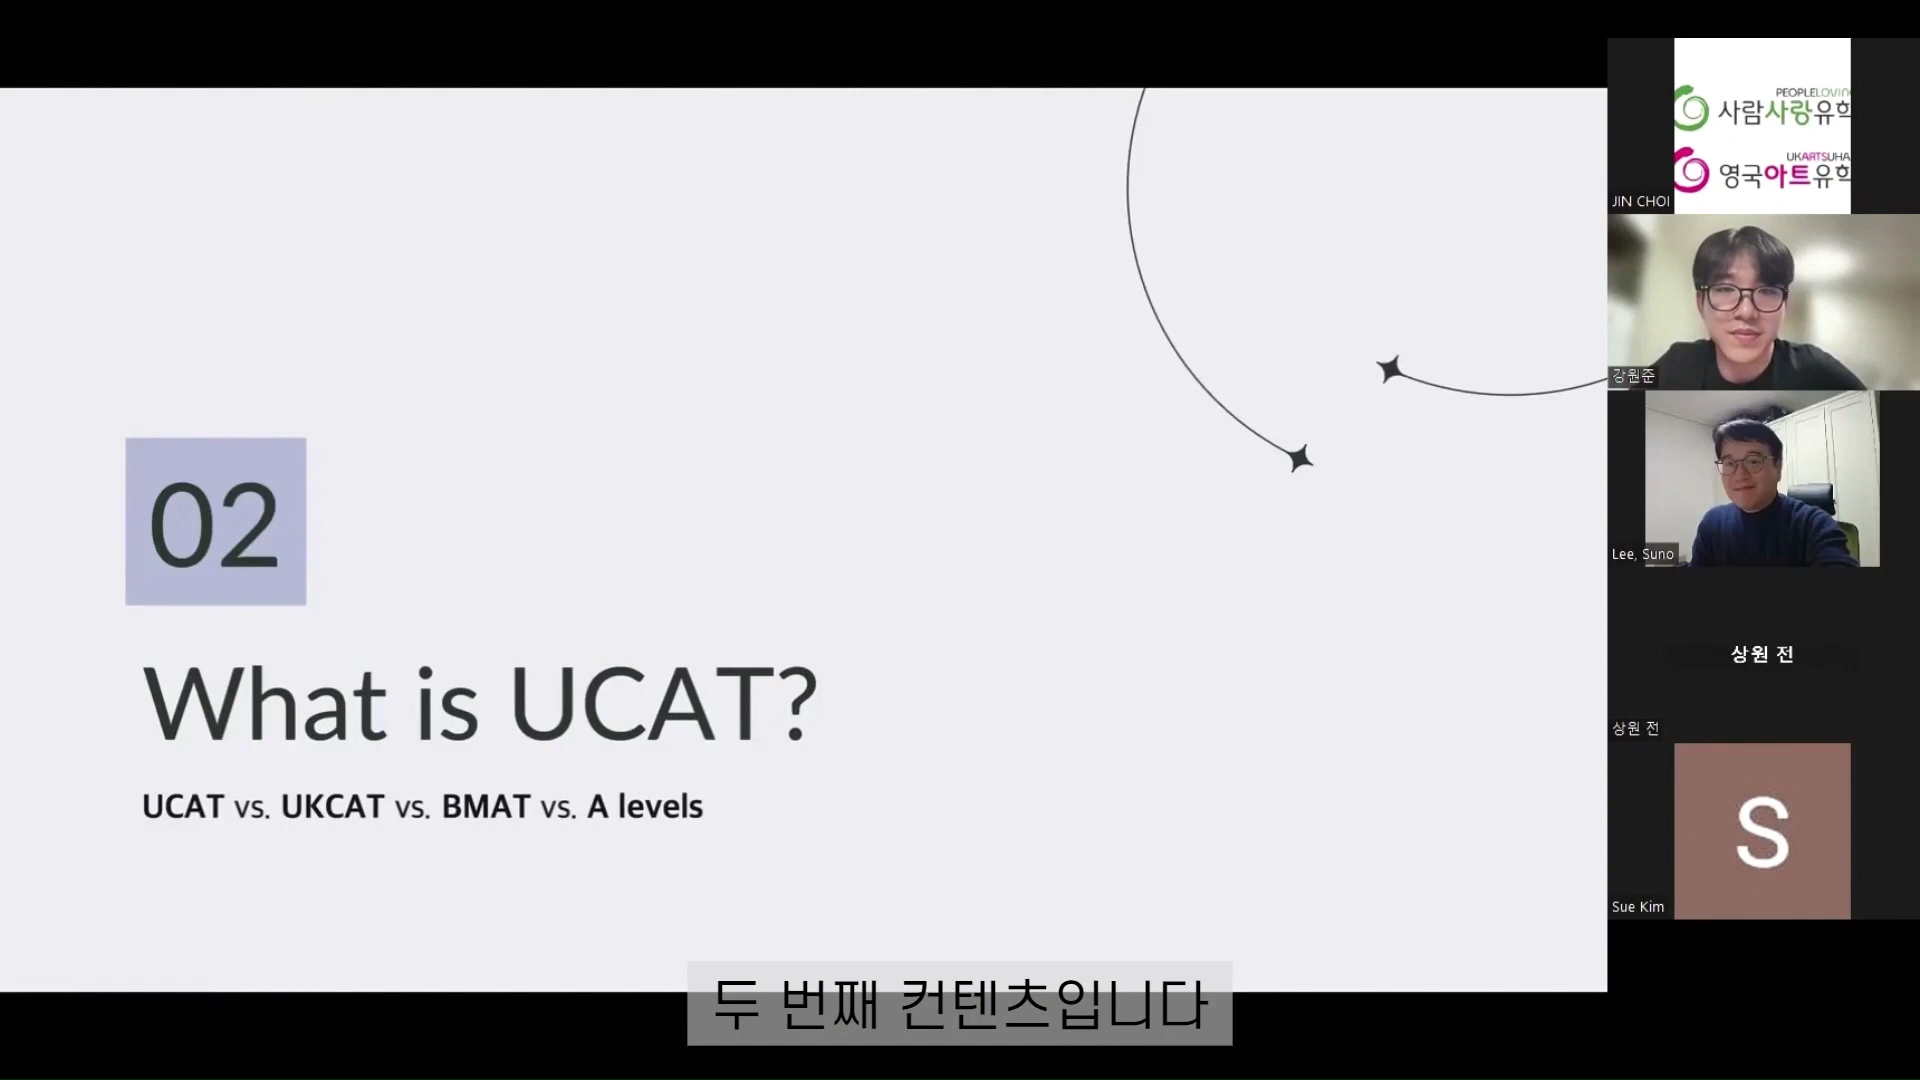 02
What is UCAT?
UCAT vs. UKCAT vs. BMAT vs. A levels
PEOPLELOVIN
사람사랑유학
UKARTSUHA
영국아트유학
JIN CHOI
강원준
Lee, Suno
상원 전
상원 전
S
Sue Kim
두 번째 컨텐츠입니다